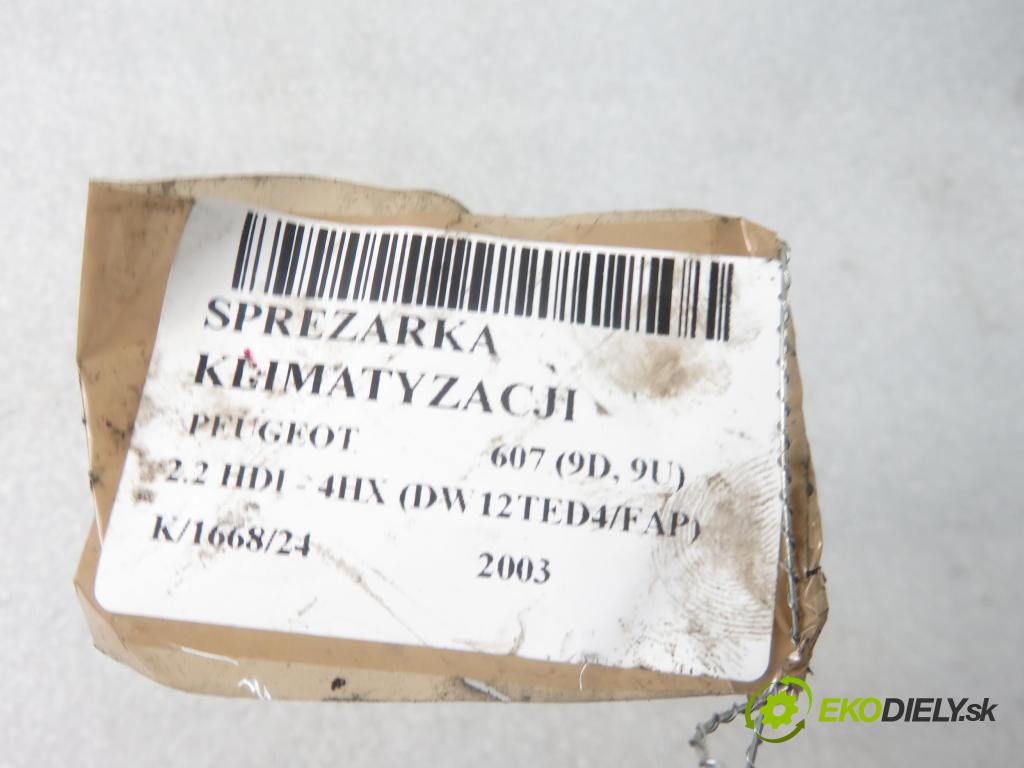 SPREZARKA
KLIMATYZACJI
PEUGEOT 607 (9D, 9U)
2.2 HDI - 4HX (DW12TED4/FAP)
K/1668/24 2003
EKODIELY.sk